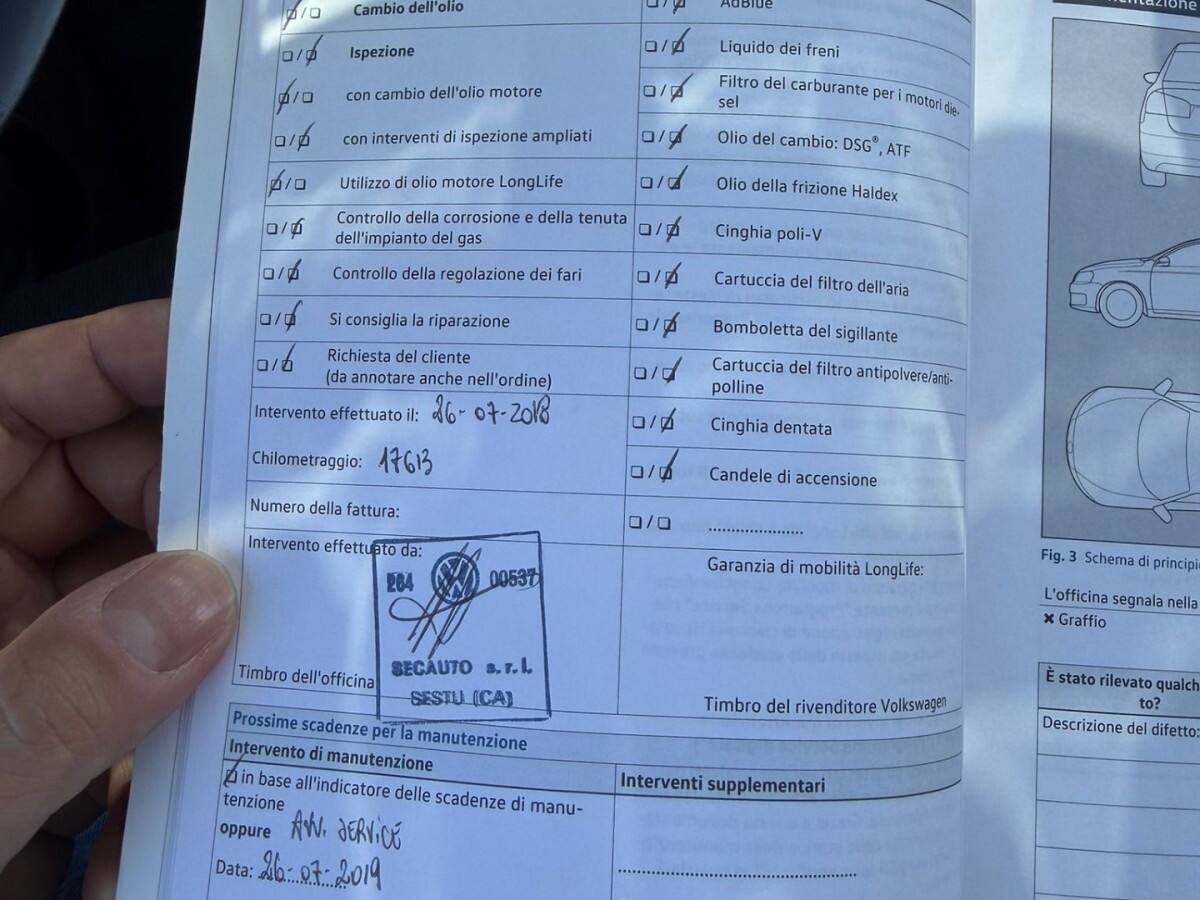 Cambio dell'olio
Ispezione
con cambio dell'olio motore
con interventi di ispezione ampliati
Utilizzo di olio motore LongLife
Controllo della corrosione e della tenuta
dell'impianto del gas
Controllo della regolazione dei fari
Si consiglia la riparazione
Richiesta del cliente
(da annotare anche nell'ordine)
Intervento effettuato il: 26-07-2018
Chilometraggio: 17613
Numero della fattura:
Intervento effettuato da:
264 00537
SECAUTO s.r.l.
SESTU (CA)
Timbro dell'officina
AdBlue
Liquido dei freni
Filtro del carburante per i motori die-
sel
Olio del cambio: DSG®, ATF
Olio della frizione Haldex
Cinghia poli-V
Cartuccia del filtro dell'aria
Bomboletta del sigillante
Cartuccia del filtro antipolvere/anti-
polline
Cinghia dentata
Candele di accensione
.....................
Garanzia di mobilità LongLife:
Timbro del rivenditore Volkswagen
Prossime scadenze per la manutenzione
Intervento di manutenzione
in base all'indicatore delle scadenze di manu-
tenzione
oppure AVV. SERVICE
Data: 26-07-2019
Interventi supplementari
Fig. 3 Schema di principio
L'officina segnala nella
✖ Graffio
È stato rilevato qualch
to?
Descrizione del difetto: